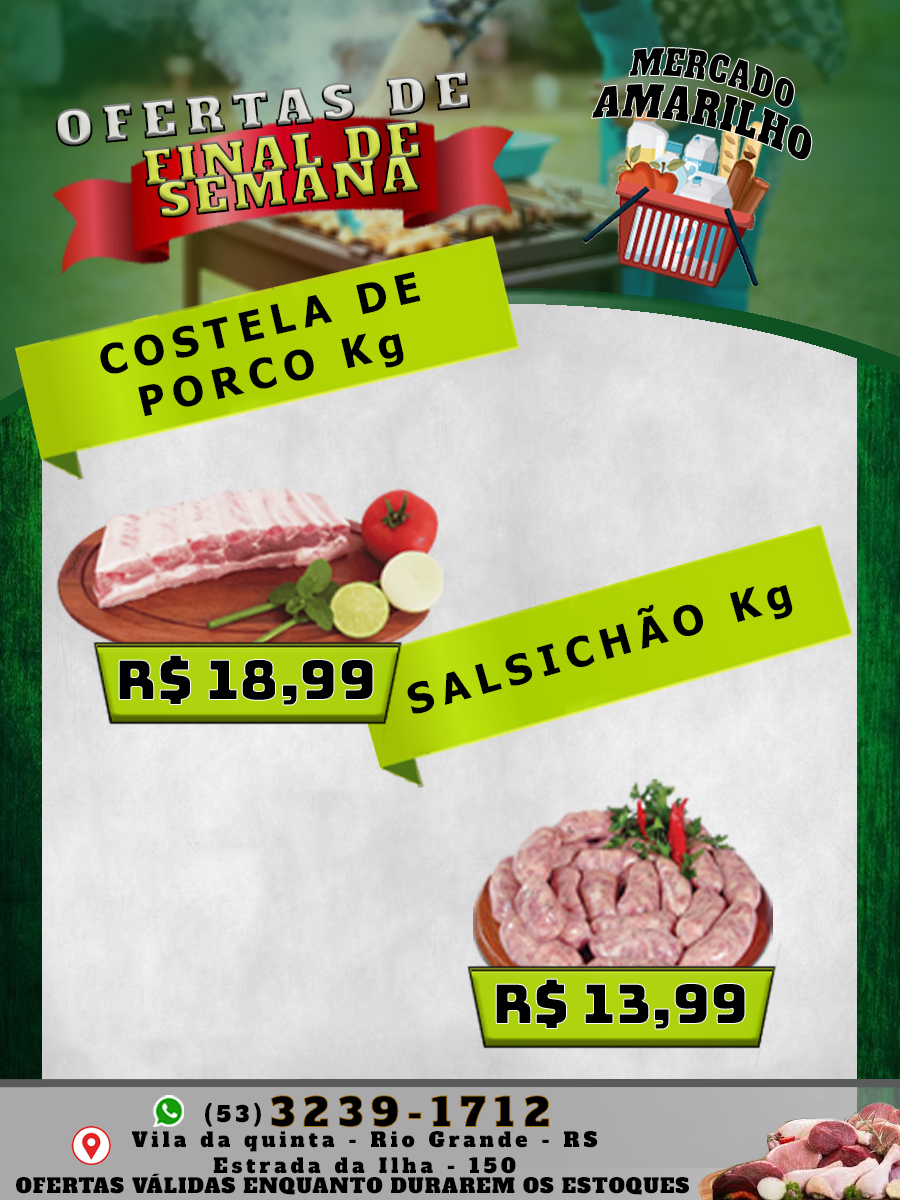 OFERTAS DE
FINAL DE
SEMANA
MERCADO
AMARILHO
COSTELA DE
PORCO Kg
R$ 18,99
SALSICHÃO Kg
R$ 13,99
(53) 3239-1712
Vila da quinta - Rio Grande - RS
Estrada da Ilha - 150
OFERTAS VÁLIDAS ENQUANTO DURAREM OS ESTOQUES